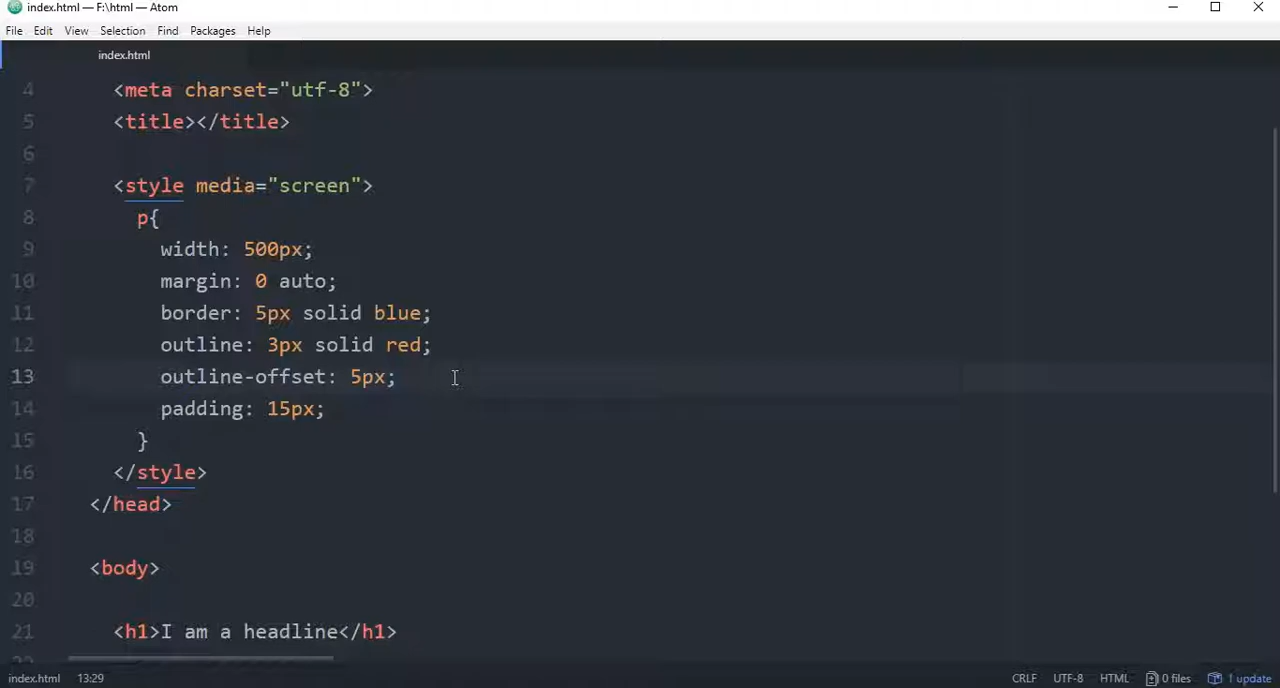 index.html — F:\html — Atom
File Edit View Selection Find Packages Help
index.html
4 <meta charset="utf-8">
5 <title></title>
6
7 <style media="screen">
8 p{
9 width: 500px;
10 margin: 0 auto;
11 border: 5px solid blue;
12 outline: 3px solid red;
13 outline-offset: 5px;
14 padding: 15px;
15 }
16 </style>
17 </head>
18
19 <body>
20
21 <h1>I am a headline</h1>
index.html 13:29 CRLF UTF-8 HTML 0 files 1 update